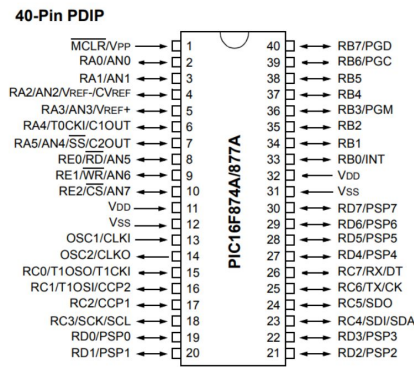 40-Pin PDIP
MCLR/VPP 1 40 RB7/PGD
RA0/AN0 2 39 RB6/PGC
RA1/AN1 3 38 RB5
RA2/AN2/VREF-/CVREF 4 37 RB4
RA3/AN3/VREF+ 5 36 RB3/PGM
RA4/T0CKI/C1OUT 6 35 RB2
RA5/AN4/SS/C2OUT 7 34 RB1
RE0/RD/AN5 8 33 RB0/INT
RE1/WR/AN6 9 32 VDD
RE2/CS/AN7 10 31 VSS
VDD 11 30 RD7/PSP7
VSS 12 29 RD6/PSP6
OSC1/CLKI 13 28 RD5/PSP5
OSC2/CLKO 14 27 RD4/PSP4
RC0/T1OSO/T1CKI 15 26 RC7/RX/DT
RC1/T1OSI/CCP2 16 25 RC6/TX/CK
RC2/CCP1 17 24 RC5/SDO
RC3/SCK/SCL 18 23 RC4/SDI/SDA
RD0/PSP0 19 22 RD3/PSP3
RD1/PSP1 20 21 RD2/PSP2
PIC16F874A/877A